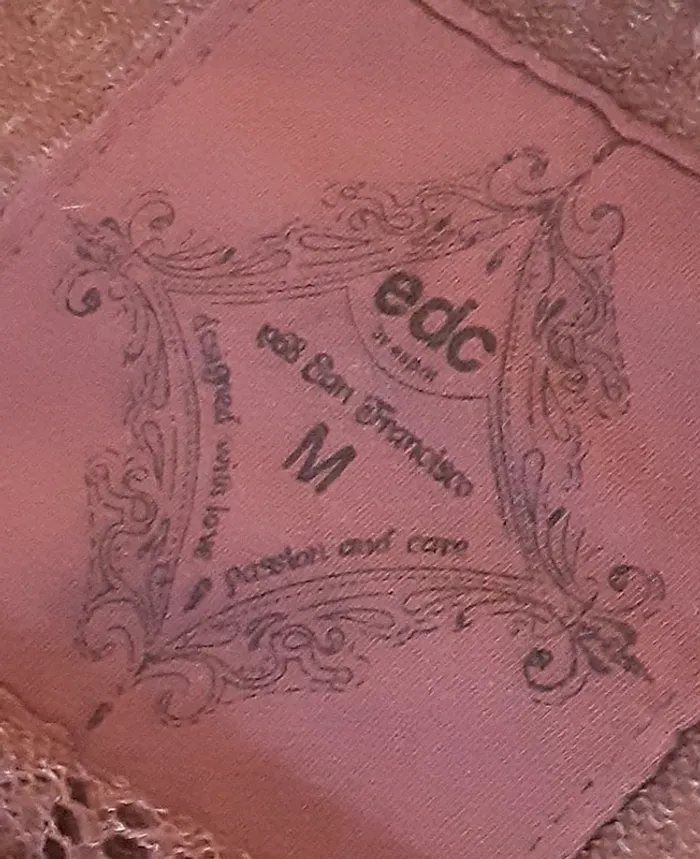 edc
by esprit
1968 San Francisco
M
designed with love
passion and care